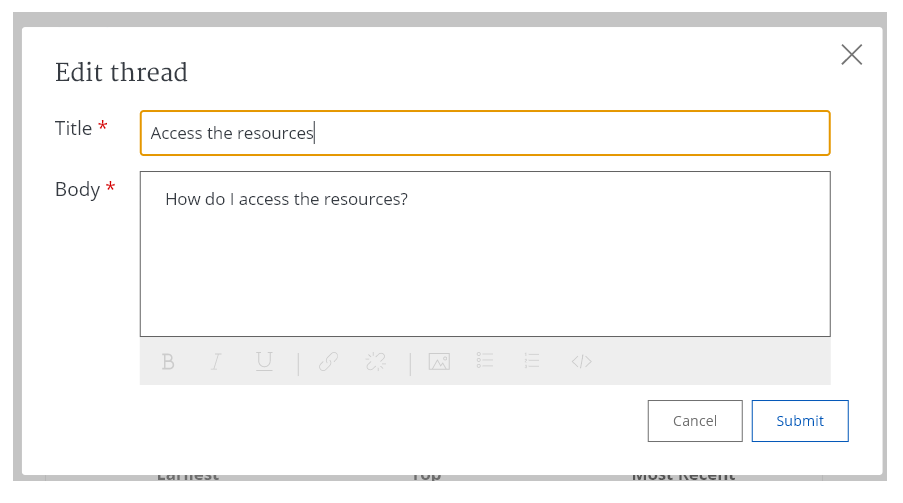 Edit thread
Title *
Access the resources
Body *
How do I access the resources?
B I U
Cancel Submit
Earliest Top Most Recent